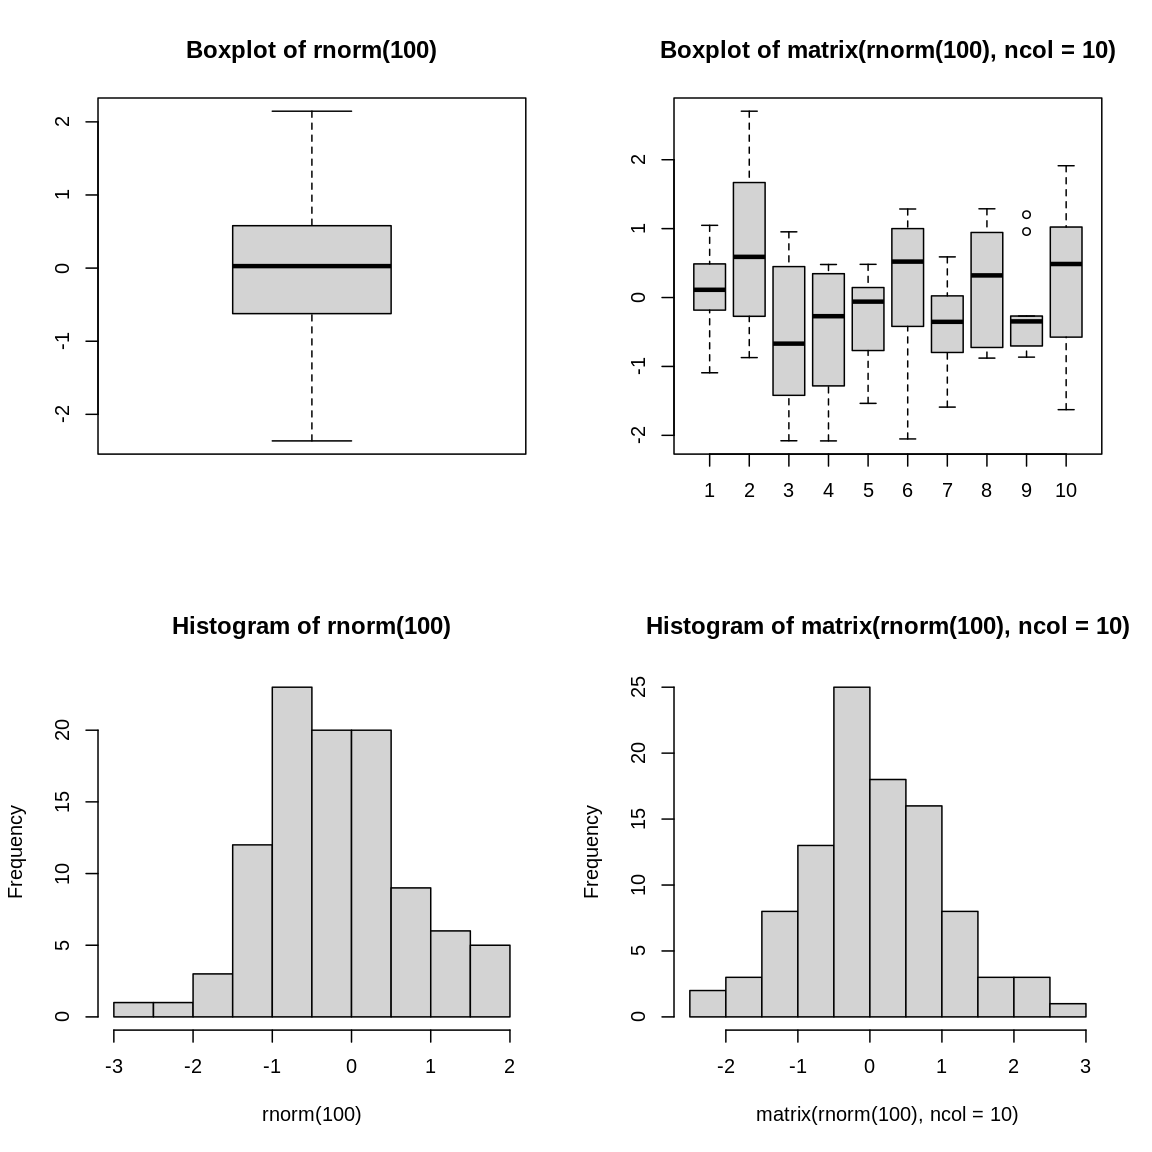 Boxplot of rnorm(100)
2
1
0
-1
-2
Boxplot of matrix(rnorm(100), ncol = 10)
2
1
0
-1
-2
1 2 3 4 5 6 7 8 9 10
Histogram of rnorm(100)
Frequency
20
15
10
5
0
-3 -2 -1 0 1 2
rnorm(100)
Histogram of matrix(rnorm(100), ncol = 10)
Frequency
25
20
15
10
5
0
-2 -1 0 1 2 3
matrix(rnorm(100), ncol = 10)